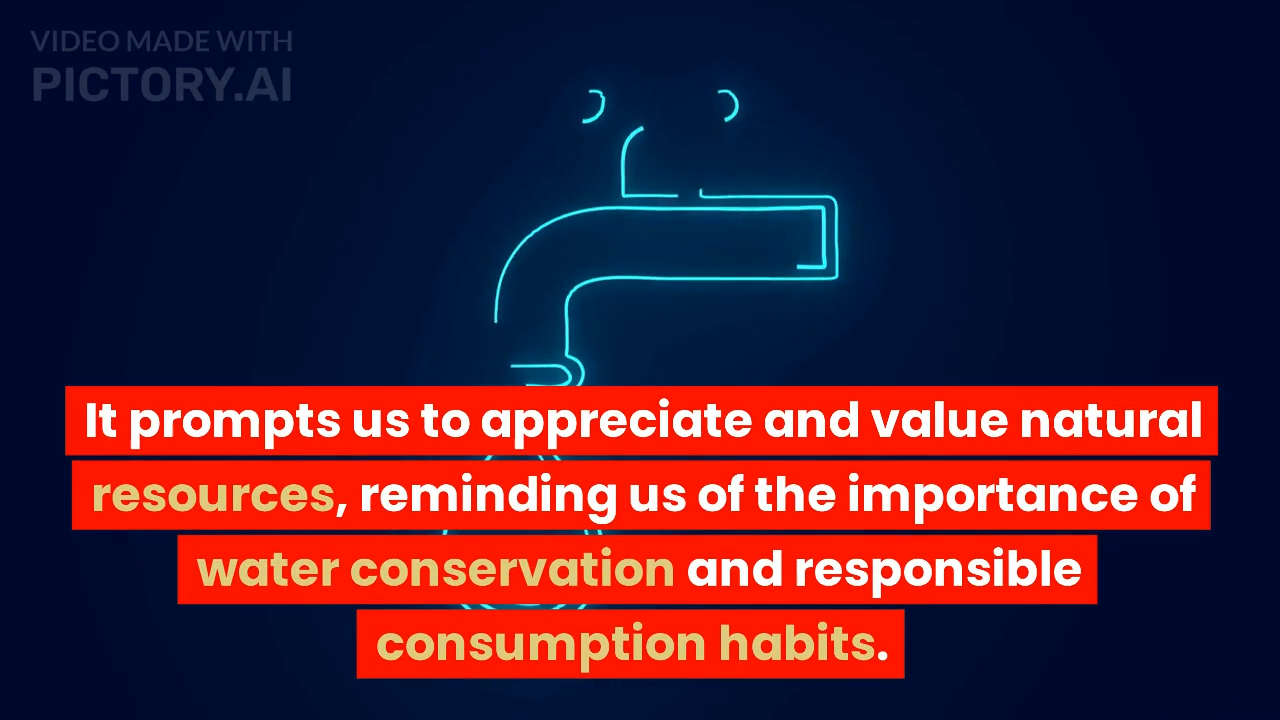 VIDEO MADE WITH
PICTORY.AI
It prompts us to appreciate and value natural
resources, reminding us of the importance of
water conservation and responsible
consumption habits.